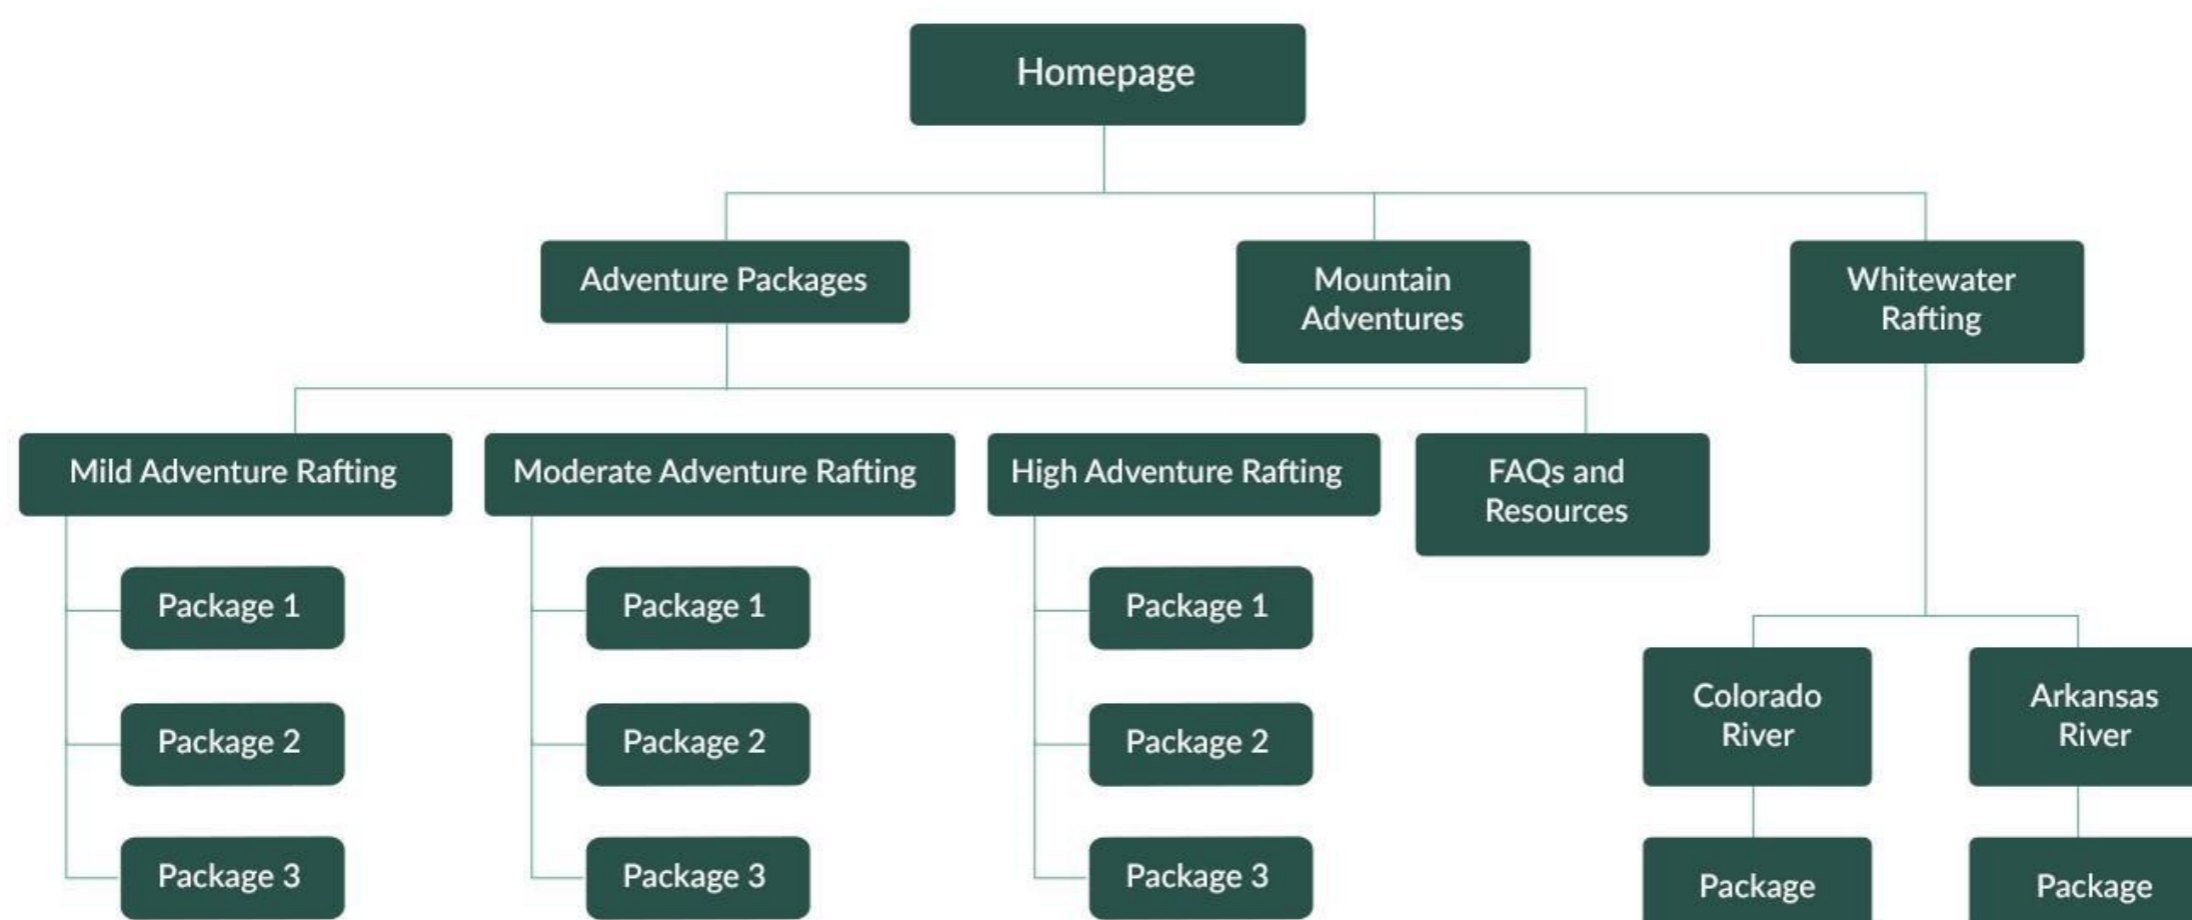 Homepage
Adventure Packages
Mountain
Adventures
Whitewater
Rafting
Mild Adventure Rafting
Moderate Adventure Rafting
High Adventure Rafting
FAQs and
Resources
Package 1
Package 1
Package 1
Colorado
River
Arkansas
River
Package 2
Package 2
Package 2
Package 3
Package 3
Package 3
Package
Package